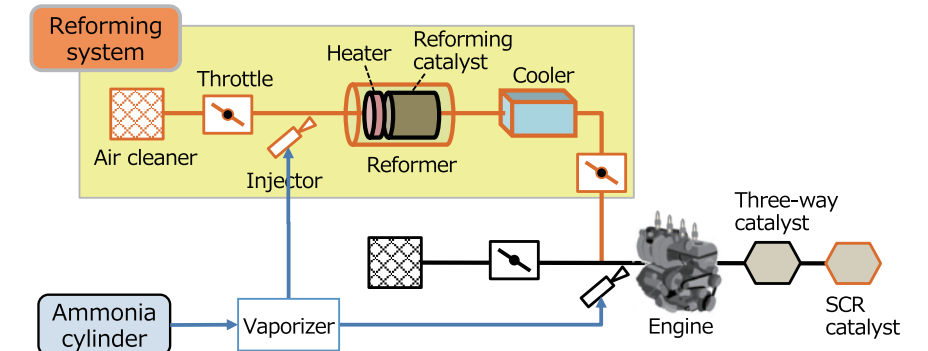 Reforming
system
Throttle
Heater
Reforming
catalyst
Cooler
Air cleaner
Injector
Reformer
Three-way
catalyst
Engine
SCR
catalyst
Ammonia
cylinder
Vaporizer